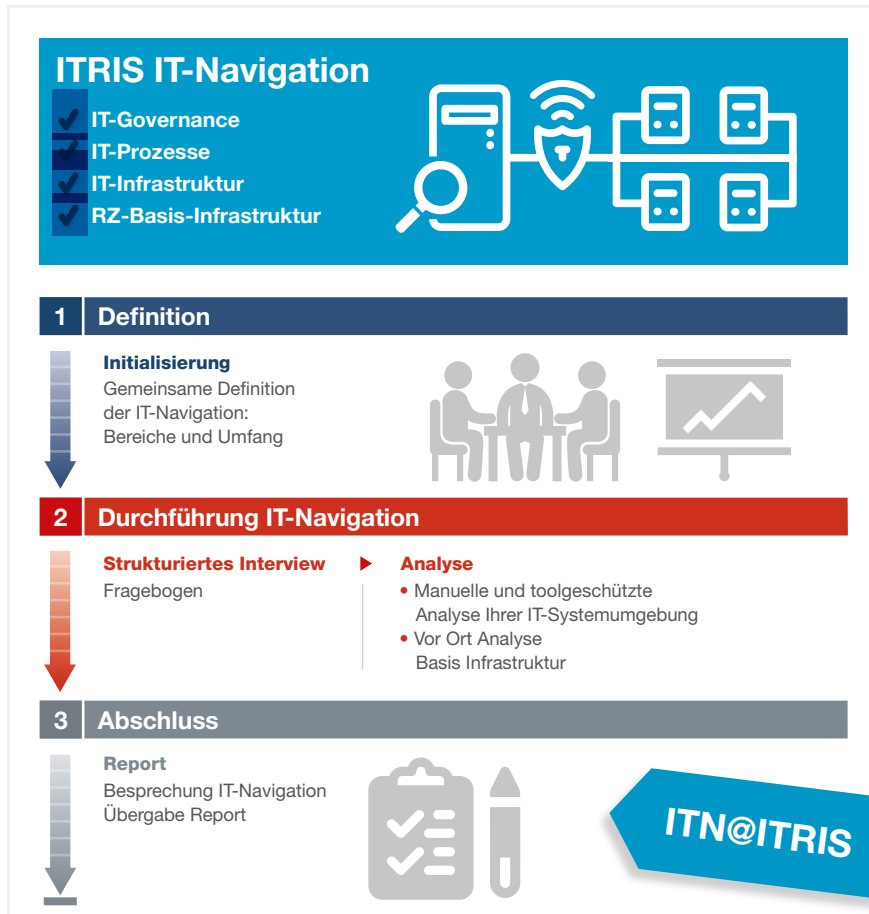 ITRIS IT-Navigation
IT-Governance
IT-Prozesse
IT-Infrastruktur
RZ-Basis-Infrastruktur
1 Definition
Initialisierung
Gemeinsame Definition
der IT-Navigation:
Bereiche und Umfang
2 Durchführung IT-Navigation
Strukturiertes Interview
Fragebogen
Analyse
• Manuelle und toolgeschützte
Analyse Ihrer IT-Systemumgebung
• Vor Ort Analyse
Basis Infrastruktur
3 Abschluss
Report
Besprechung IT-Navigation
Übergabe Report
ITN@ITRIS